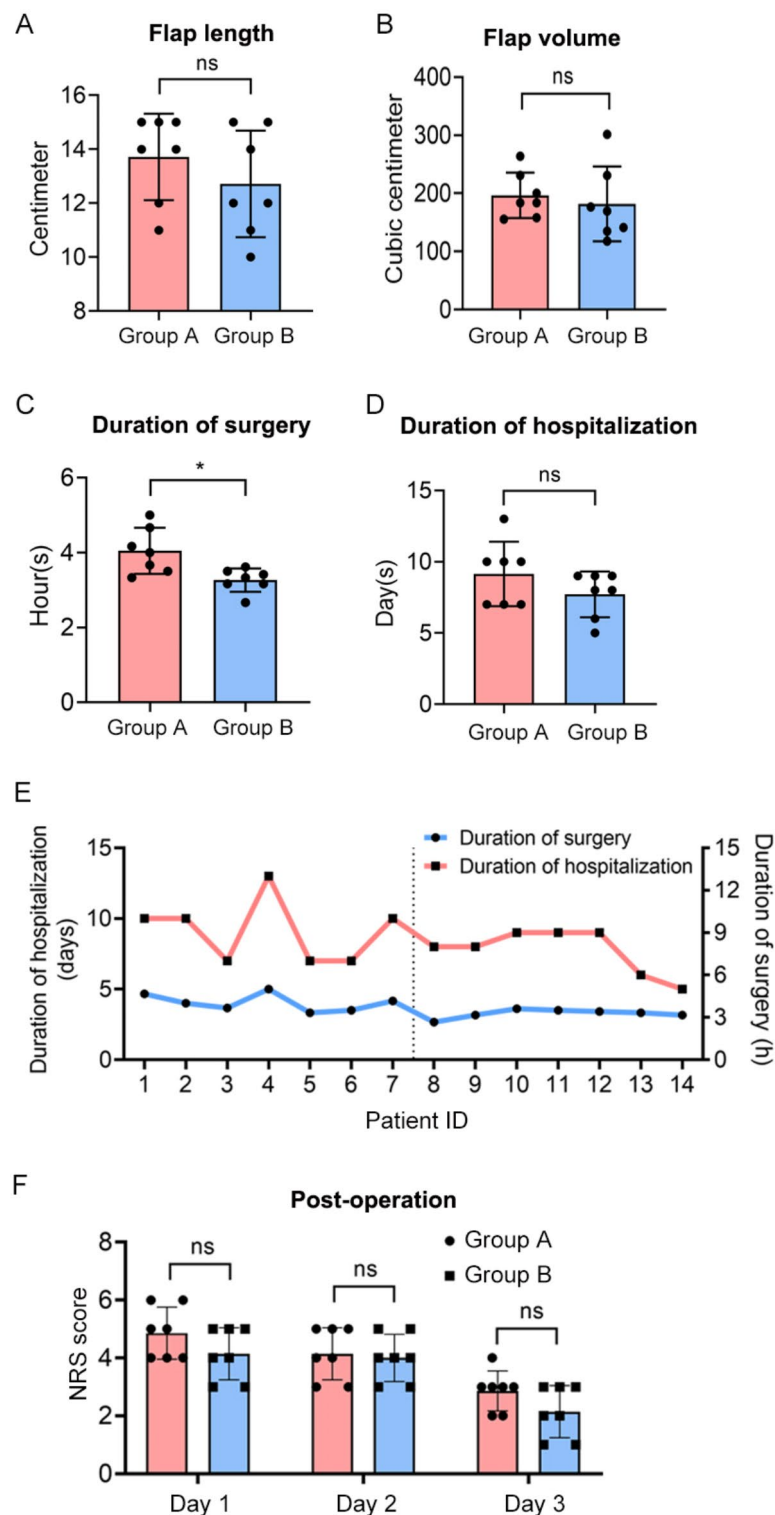 A
Flap length
ns
Centimeter
16
14
12
10
8
Group A
Group B
B
Flap volume
ns
Cubic centimeter
400
300
200
100
0
Group A
Group B
C
Duration of surgery
*
Hour(s)
6
4
2
0
Group A
Group B
D
Duration of hospitalization
ns
Day(s)
15
10
5
0
Group A
Group B
E
Duration of hospitalization
(days)
15
10
5
0
Duration of surgery
Duration of hospitalization
15
12
9
6
3
0
Duration of surgery (h)
1 2 3 4 5 6 7 8 9 10 11 12 13 14
Patient ID
F
Post-operation
Group A
Group B
NRS score
8
6
4
2
0
ns
ns
ns
Day 1
Day 2
Day 3